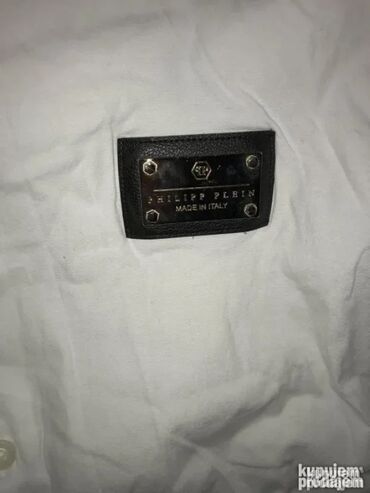 PHILIPP PLEIN
MADE IN ITALY
kupujem
prodajem